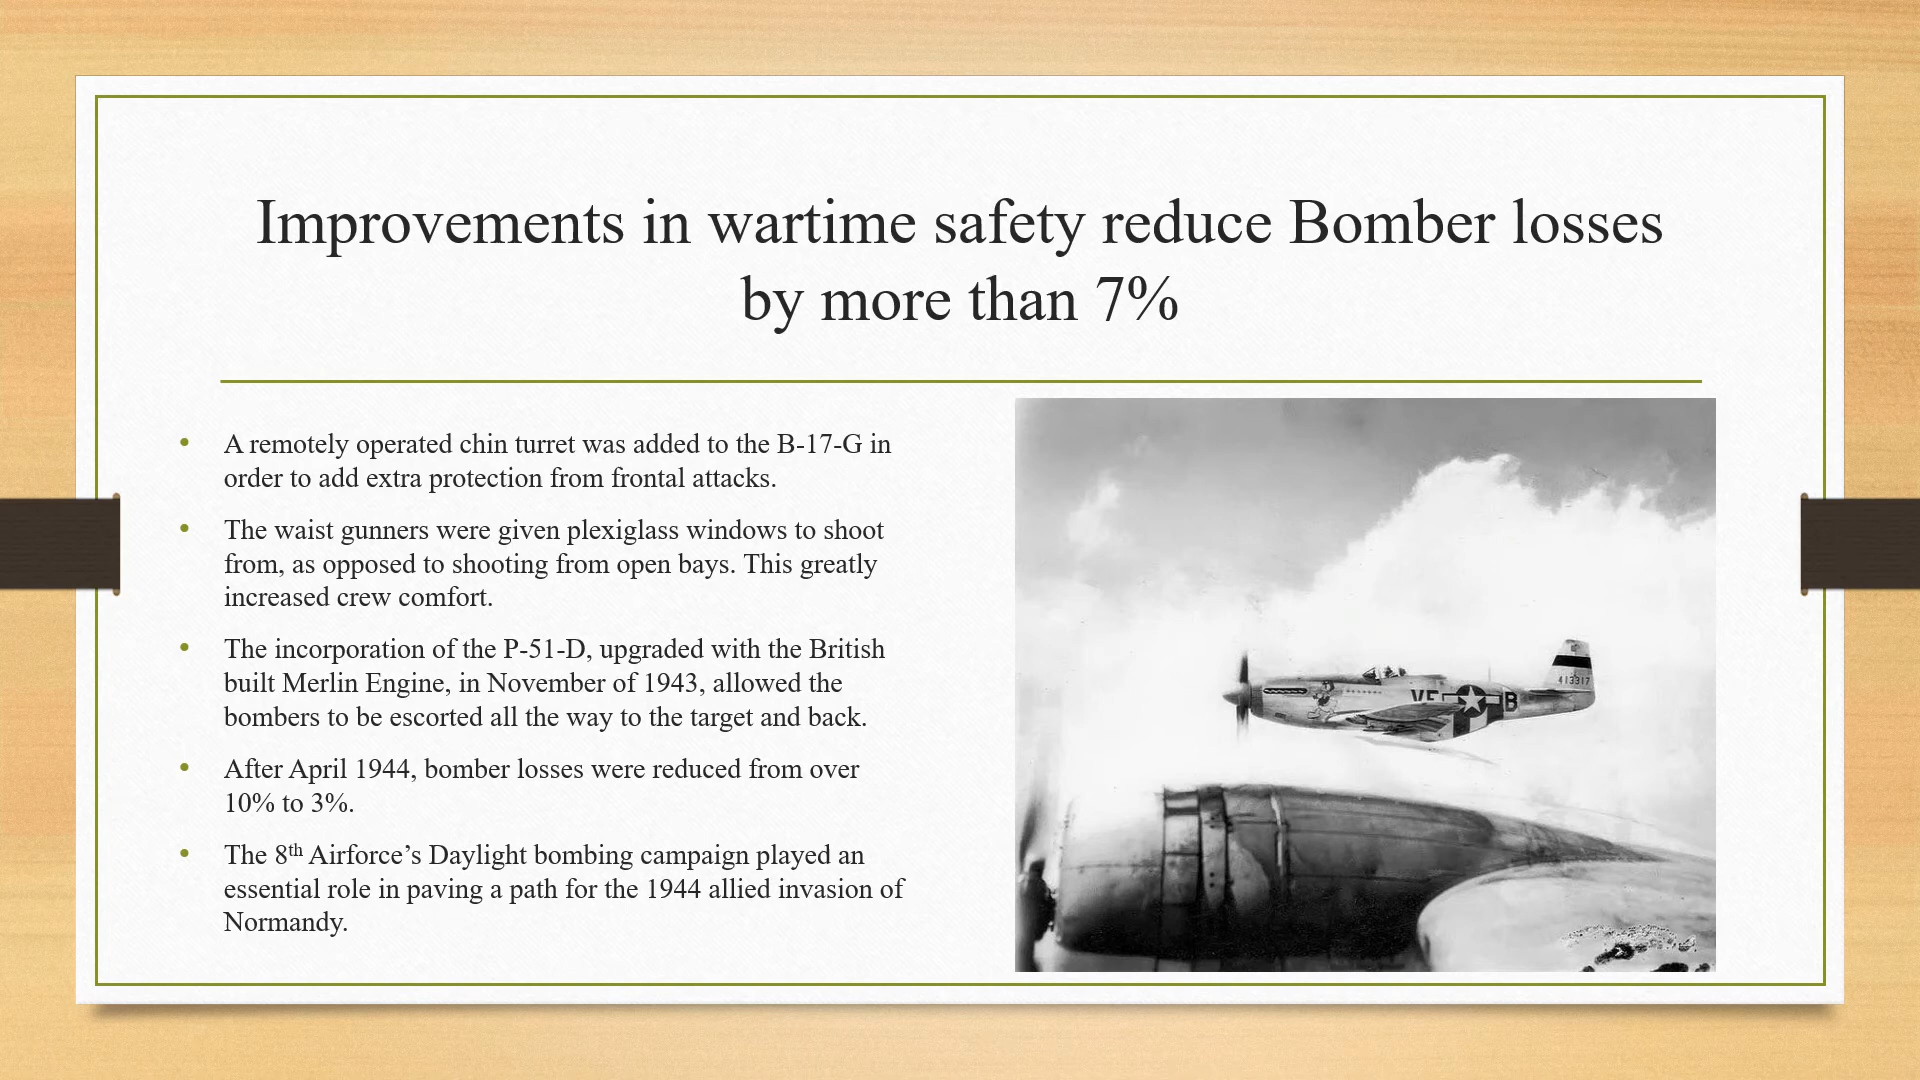 Improvements in wartime safety reduce Bomber losses
by more than 7%
• A remotely operated chin turret was added to the B-17-G in
order to add extra protection from frontal attacks.
• The waist gunners were given plexiglass windows to shoot
from, as opposed to shooting from open bays. This greatly
increased crew comfort.
• The incorporation of the P-51-D, upgraded with the British
built Merlin Engine, in November of 1943, allowed the
bombers to be escorted all the way to the target and back.
• After April 1944, bomber losses were reduced from over
10% to 3%.
• The 8th Airforce’s Daylight bombing campaign played an
essential role in paving a path for the 1944 allied invasion of
Normandy.
413317
VF B